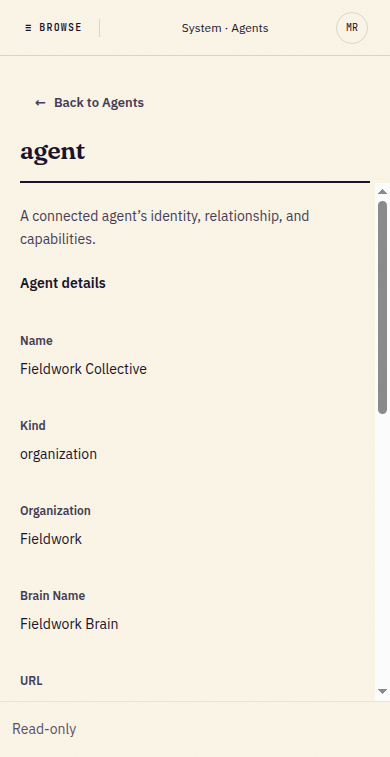 ≡ BROWSE
System · Agents
MR
← Back to Agents
agent
A connected agent’s identity, relationship, and
capabilities.
Agent details
Name
Fieldwork Collective
Kind
organization
Organization
Fieldwork
Brain Name
Fieldwork Brain
URL
Read-only